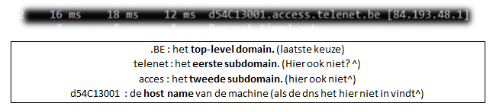 16 ms 18 ms 12 ms d54C13001.access.telenet.be [84.193.48.1]
.BE : het top-level domain. (laatste keuze)
telenet : het eerste subdomain. (Hier ook niet? ^)
acces : het tweede subdomain. (hier ook niet^)
d54C13001 : de host name van de machine (als de dns het hier niet in vindt^)